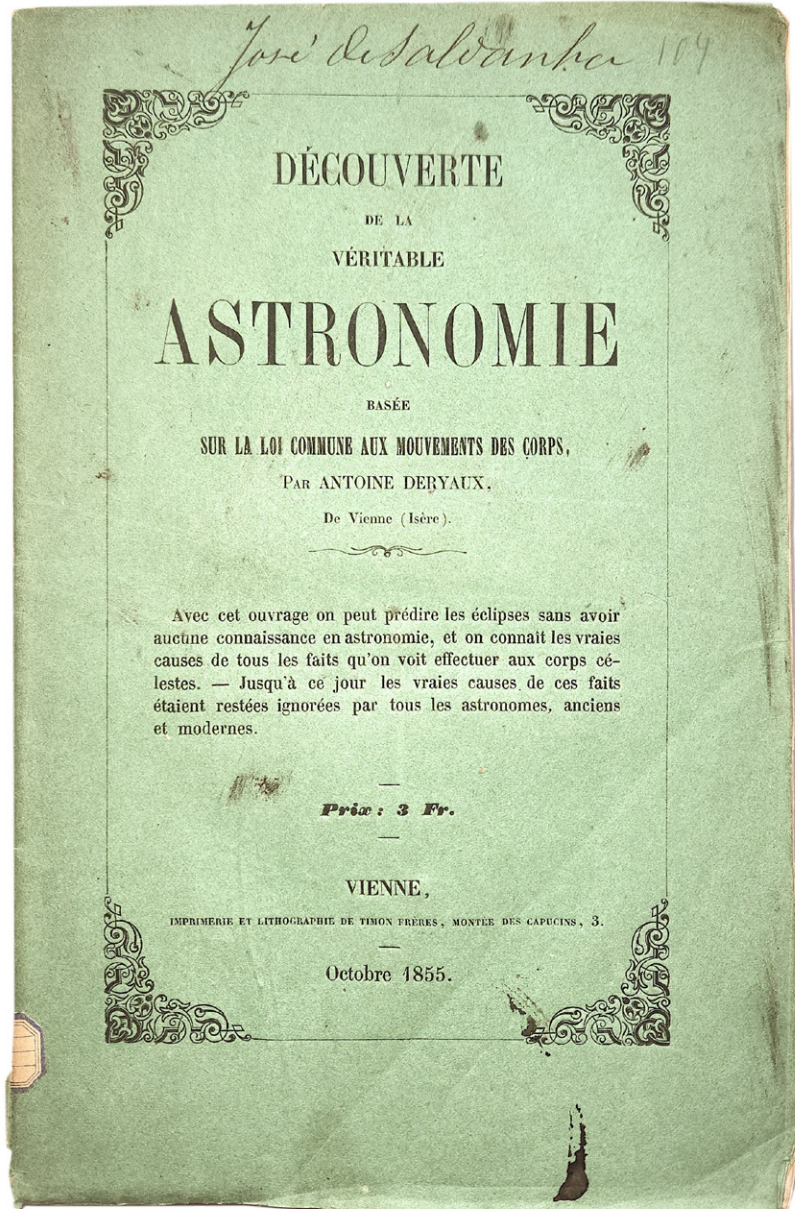 José de Saldanha 104
DÉCOUVERTE
DE LA
VÉRITABLE
ASTRONOMIE
BASÉE
SUR LA LOI COMMUNE AUX MOUVEMENTS DES CORPS,
PAR ANTOINE DERYAUX,
De Vienne (Isère).
Avec cet ouvrage on peut prédire les éclipses sans avoir
aucune connaissance en astronomie, et on connaît les vraies
causes de tous les faits qu'on voit effectuer aux corps cé-
lestes. — Jusqu'à ce jour les vraies causes de ces faits
étaient restées ignorées par tous les astronomes, anciens
et modernes.
Prix : 3 Fr.
VIENNE,
IMPRIMERIE ET LITHOGRAPHIE DE TIMON FRÈRES, MONTÉE DES CAPUCINS, 3.
Octobre 1855.